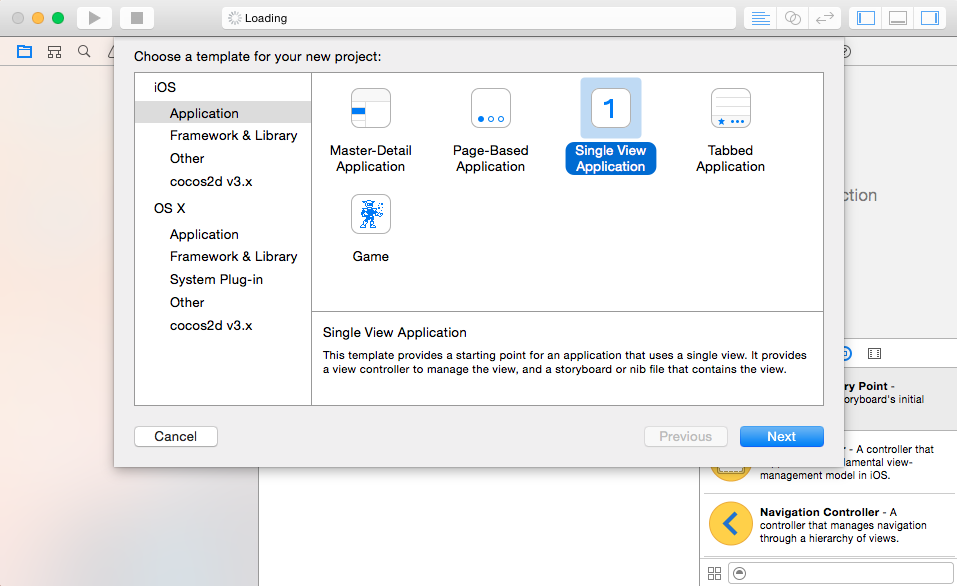 Loading
Choose a template for your new project:
iOS
Application
Framework & Library
Other
cocos2d v3.x
OS X
Application
Framework & Library
System Plug-in
Other
cocos2d v3.x
Master-Detail
Application
Page-Based
Application
1
Single View
Application
Tabbed
Application
Game
Single View Application
This template provides a starting point for an application that uses a single view. It provides
a view controller to manage the view, and a storyboard or nib file that contains the view.
Cancel
Previous
Next
ction
ry Point -
oryboard's initial
- A controller that
damental view-
management model in iOS.
Navigation Controller - A
controller that manages navigation
through a hierarchy of views.